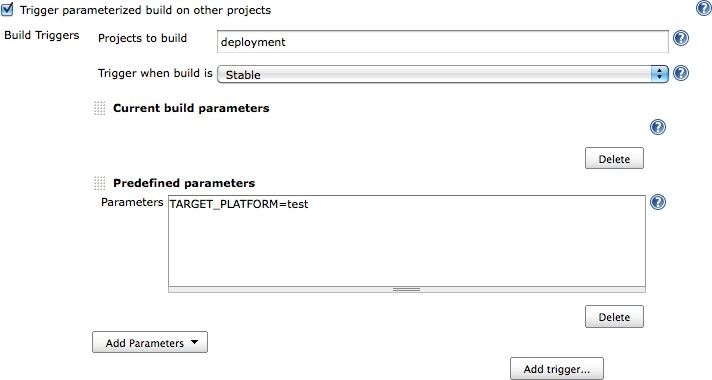 Trigger parameterized build on other projects
Build Triggers
Projects to build
deployment
Trigger when build is
Stable
Current build parameters
Delete
Predefined parameters
Parameters
TARGET_PLATFORM=test
Delete
Add Parameters
Add trigger...